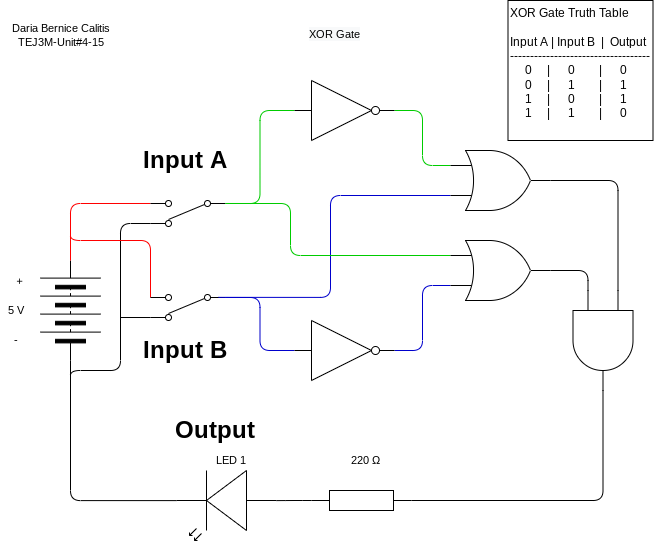 Daria Bernice Calitis
TEJ3M-Unit#4-15
XOR Gate
XOR Gate Truth Table
Input A | Input B | Output
-----------------------------------
0 | 0 | 0
0 | 1 | 1
1 | 0 | 1
1 | 1 | 0
Input A
+
5 V
-
Input B
Output
LED 1
220 Ω